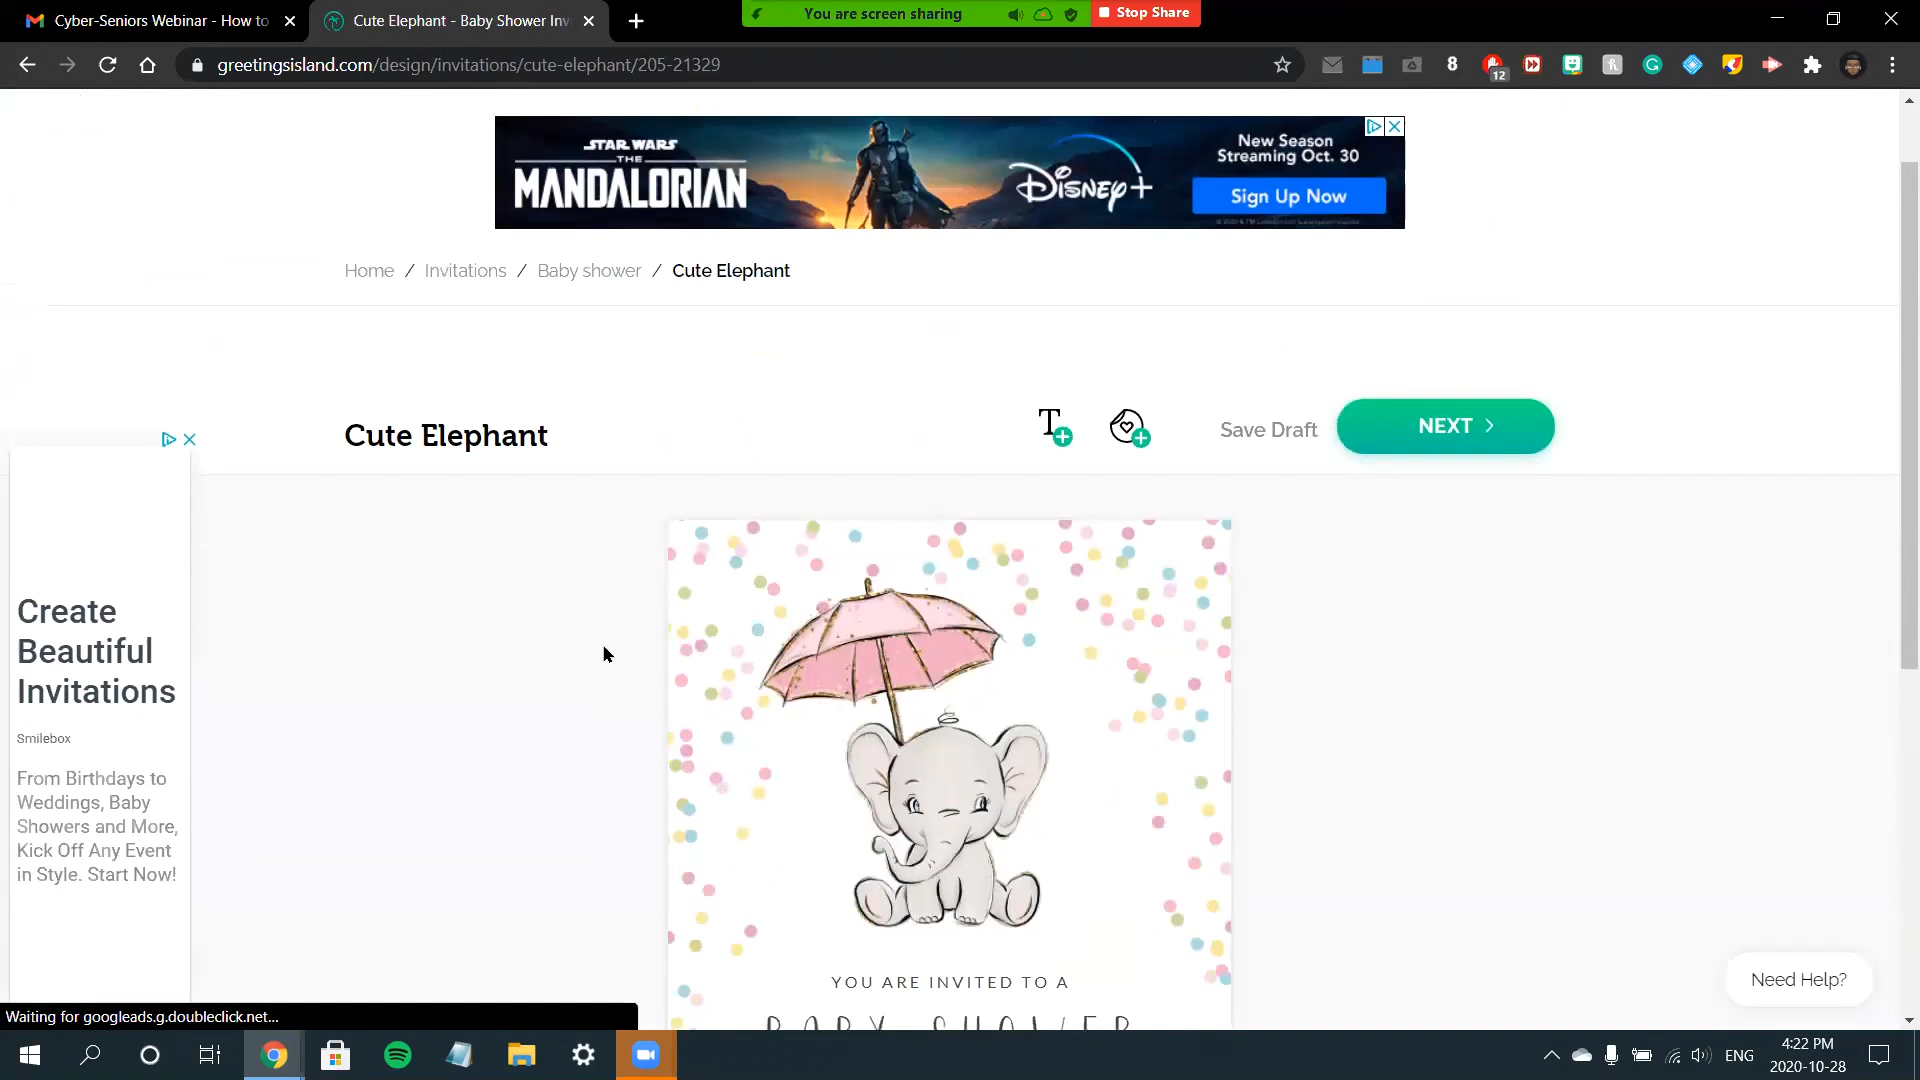 Cyber-Seniors Webinar - How to
Cute Elephant - Baby Shower Inv
You are screen sharing
Stop Share
greetingsisland.com/design/invitations/cute-elephant/205-21329
8
12
STAR WARS
THE
MANDALORIAN
Disney+
New Season
Streaming Oct. 30
Sign Up Now
Home / Invitations / Baby shower / Cute Elephant
Cute Elephant
T
Save Draft
NEXT >
Create
Beautiful
Invitations
Smilebox
From Birthdays to
Weddings, Baby
Showers and More,
Kick Off Any Event
in Style. Start Now!
YOU ARE INVITED TO A
BABY SHOWER
Need Help?
Waiting for googleads.g.doubleclick.net...
ENG
4:22 PM
2020-10-28